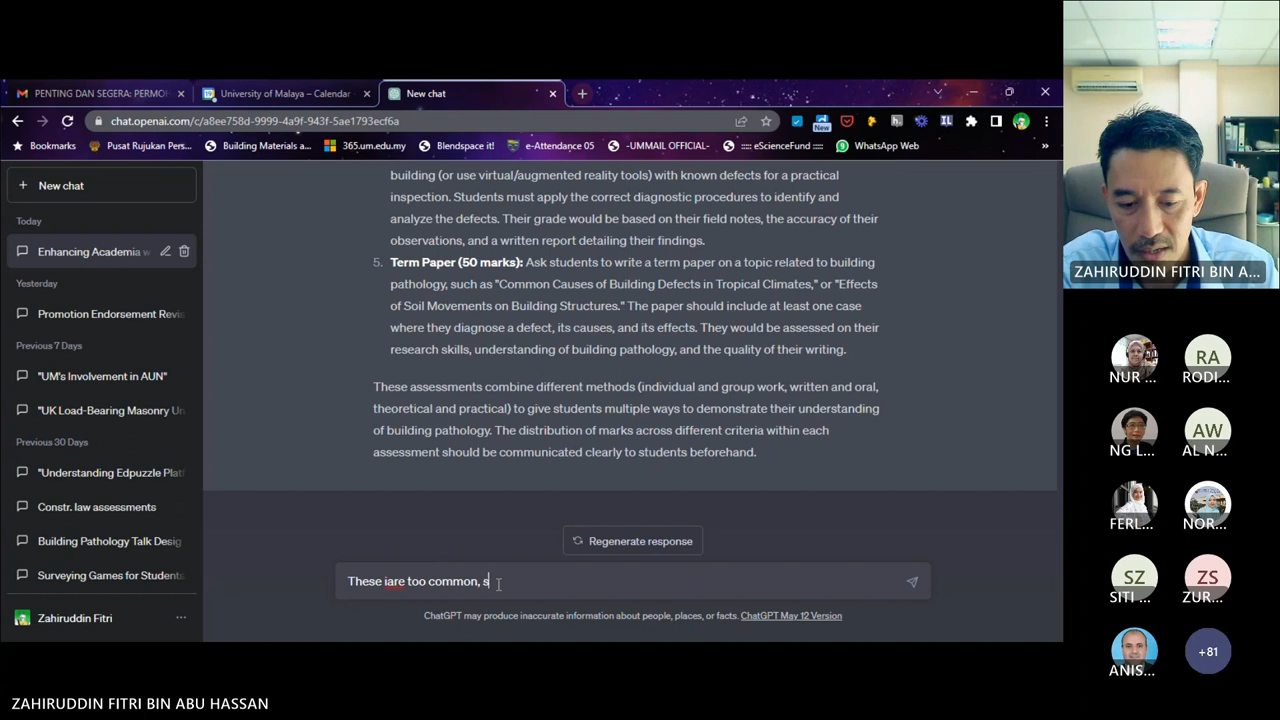 PENTING DAN SEGERA: PERMOH
University of Malaya – Calendar
New chat
chat.openai.com/c/a8ee758d-9999-4a9f-943f-5ae1793ecf6a
New
Bookmarks
Pusat Rujukan Pers...
Building Materials a...
365.um.edu.my
Blendspace it!
e-Attendance 05
-UMMAIL OFFICIAL-
::::: eScienceFund ::::
WhatsApp Web
»
+ New chat
Today
Enhancing Academia w
Yesterday
Promotion Endorsement Revis
Previous 7 Days
"UM's Involvement in AUN"
"UK Load-Bearing Masonry Un
Previous 30 Days
"Understanding Edpuzzle Platf
Constr. law assessments
Building Pathology Talk Desig
Surveying Games for Students
Zahiruddin Fitri
building (or use virtual/augmented reality tools) with known defects for a practical
inspection. Students must apply the correct diagnostic procedures to identify and
analyze the defects. Their grade would be based on their field notes, the accuracy of their
observations, and a written report detailing their findings.
5. Term Paper (50 marks): Ask students to write a term paper on a topic related to building
pathology, such as "Common Causes of Building Defects in Tropical Climates," or "Effects
of Soil Movements on Building Structures." The paper should include at least one case
where they diagnose a defect, its causes, and its effects. They would be assessed on their
research skills, understanding of building pathology, and the quality of their writing.
These assessments combine different methods (individual and group work, written and oral,
theoretical and practical) to give students multiple ways to demonstrate their understanding
of building pathology. The distribution of marks across different criteria within each
assessment should be communicated clearly to students beforehand.
Regenerate response
These iare too common, s
ChatGPT may produce inaccurate information about people, places, or facts. ChatGPT May 12 Version
ZAHIRUDDIN FITRI BIN A...
RA
NUR ...
RODI...
AW
NG L...
AL N...
FERL...
NOR...
SZ
ZS
SITI ...
ZUR...
+81
ANIS...
ZAHIRUDDIN FITRI BIN ABU HASSAN